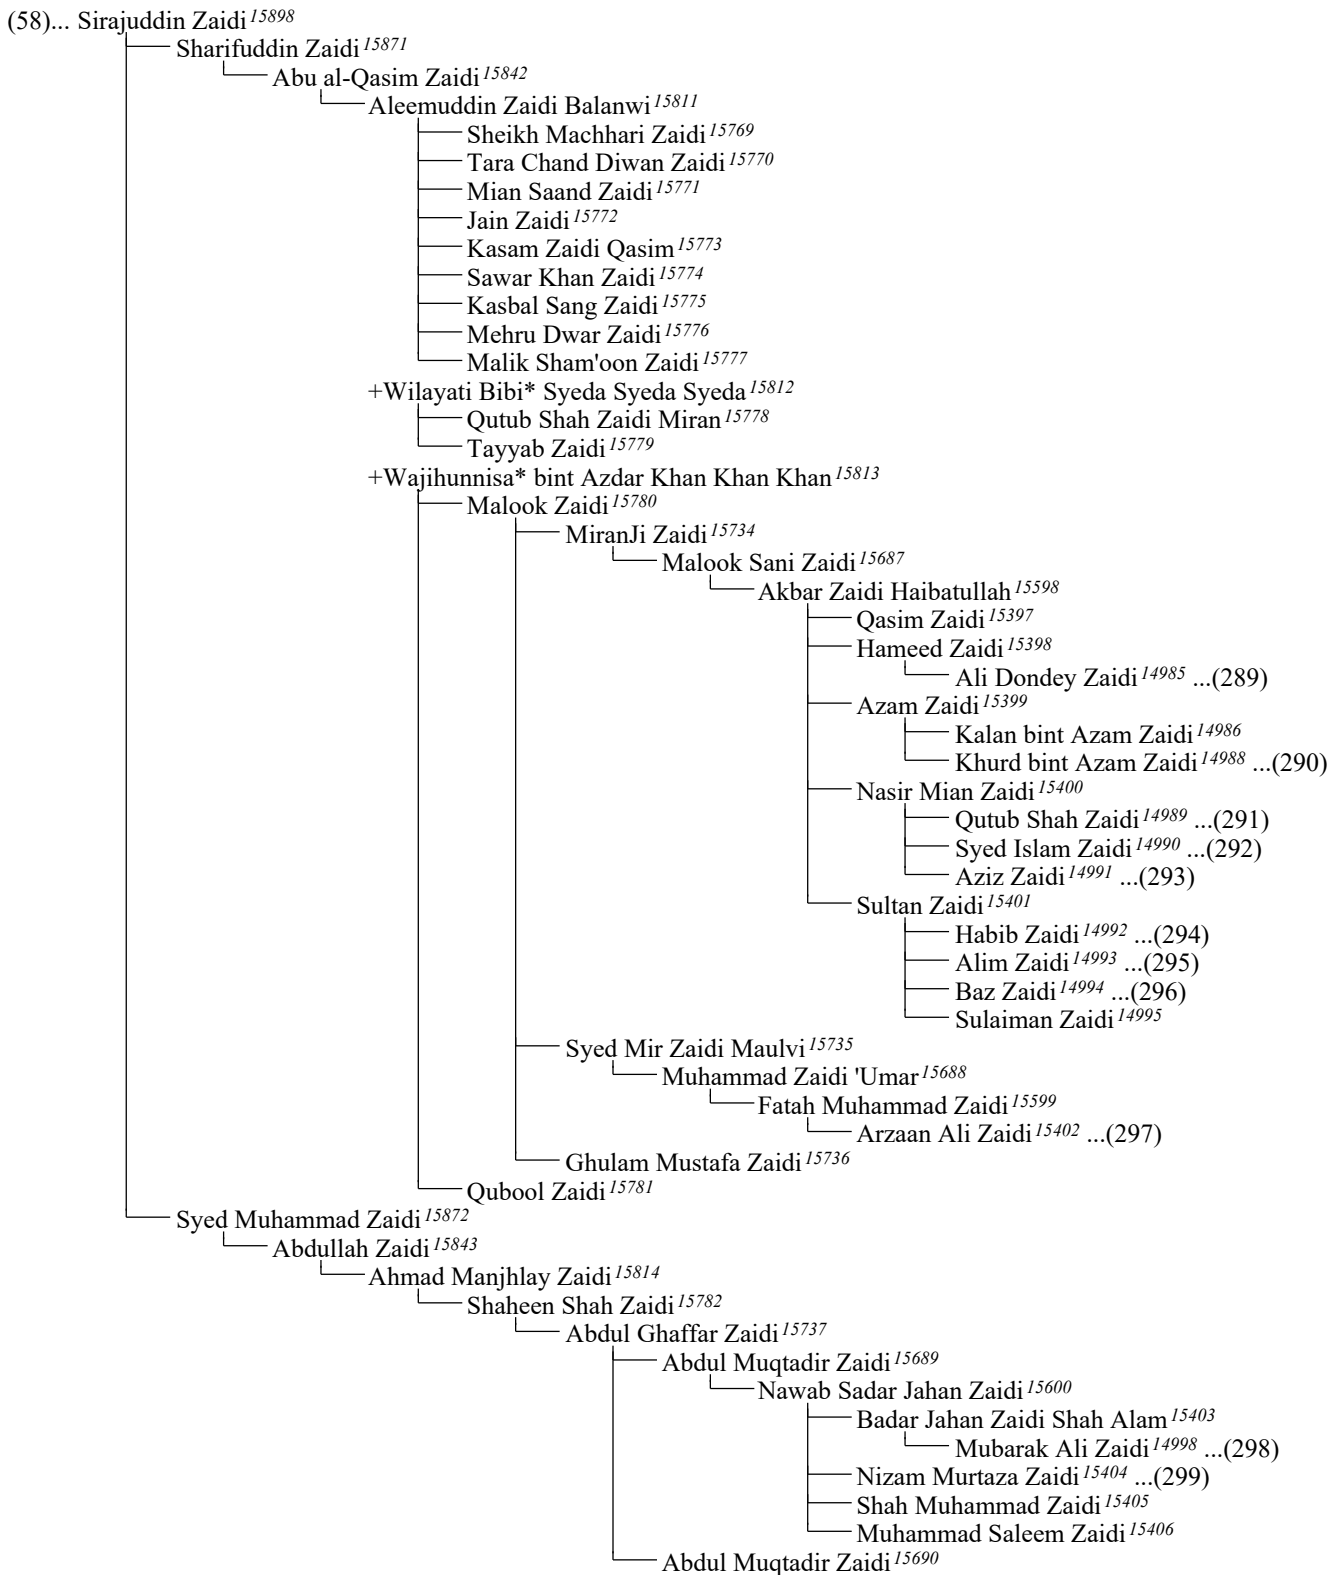 (58)... Sirajuddin Zaidi 15898
Sharifuddin Zaidi 15871
Abu al-Qasim Zaidi 15842
Aleemuddin Zaidi Balanwi 15811
Sheikh Machhari Zaidi 15769
Tara Chand Diwan Zaidi 15770
Mian Saand Zaidi 15771
Jain Zaidi 15772
Kasam Zaidi Qasim 15773
Sawar Khan Zaidi 15774
Kasbal Sang Zaidi 15775
Mehru Dwar Zaidi 15776
Malik Sham'oon Zaidi 15777
+Wilayati Bibi* Syeda Syeda Syeda 15812
Qutub Shah Zaidi Miran 15778
Tayyab Zaidi 15779
+Wajihunnisa* bint Azdar Khan Khan Khan 15813
Malook Zaidi 15780
MiranJi Zaidi 15734
Malook Sani Zaidi 15687
Akbar Zaidi Haibatullah 15598
Qasim Zaidi 15397
Hameed Zaidi 15398
Ali Dondey Zaidi 14985 ...(289)
Azam Zaidi 15399
Kalan bint Azam Zaidi 14986
Khurd bint Azam Zaidi 14988 ...(290)
Nasir Mian Zaidi 15400
Qutub Shah Zaidi 14989 ...(291)
Syed Islam Zaidi 14990 ...(292)
Aziz Zaidi 14991 ...(293)
Sultan Zaidi 15401
Habib Zaidi 14992 ...(294)
Alim Zaidi 14993 ...(295)
Baz Zaidi 14994 ...(296)
Sulaiman Zaidi 14995
Syed Mir Zaidi Maulvi 15735
Muhammad Zaidi 'Umar 15688
Fatah Muhammad Zaidi 15599
Arzaan Ali Zaidi 15402 ...(297)
Ghulam Mustafa Zaidi 15736
Qubool Zaidi 15781
Syed Muhammad Zaidi 15872
Abdullah Zaidi 15843
Ahmad Manjhlay Zaidi 15814
Shaheen Shah Zaidi 15782
Abdul Ghaffar Zaidi 15737
Abdul Muqtadir Zaidi 15689
Nawab Sadar Jahan Zaidi 15600
Badar Jahan Zaidi Shah Alam 15403
Mubarak Ali Zaidi 14998 ...(298)
Nizam Murtaza Zaidi 15404 ...(299)
Shah Muhammad Zaidi 15405
Muhammad Saleem Zaidi 15406
Abdul Muqtadir Zaidi 15690